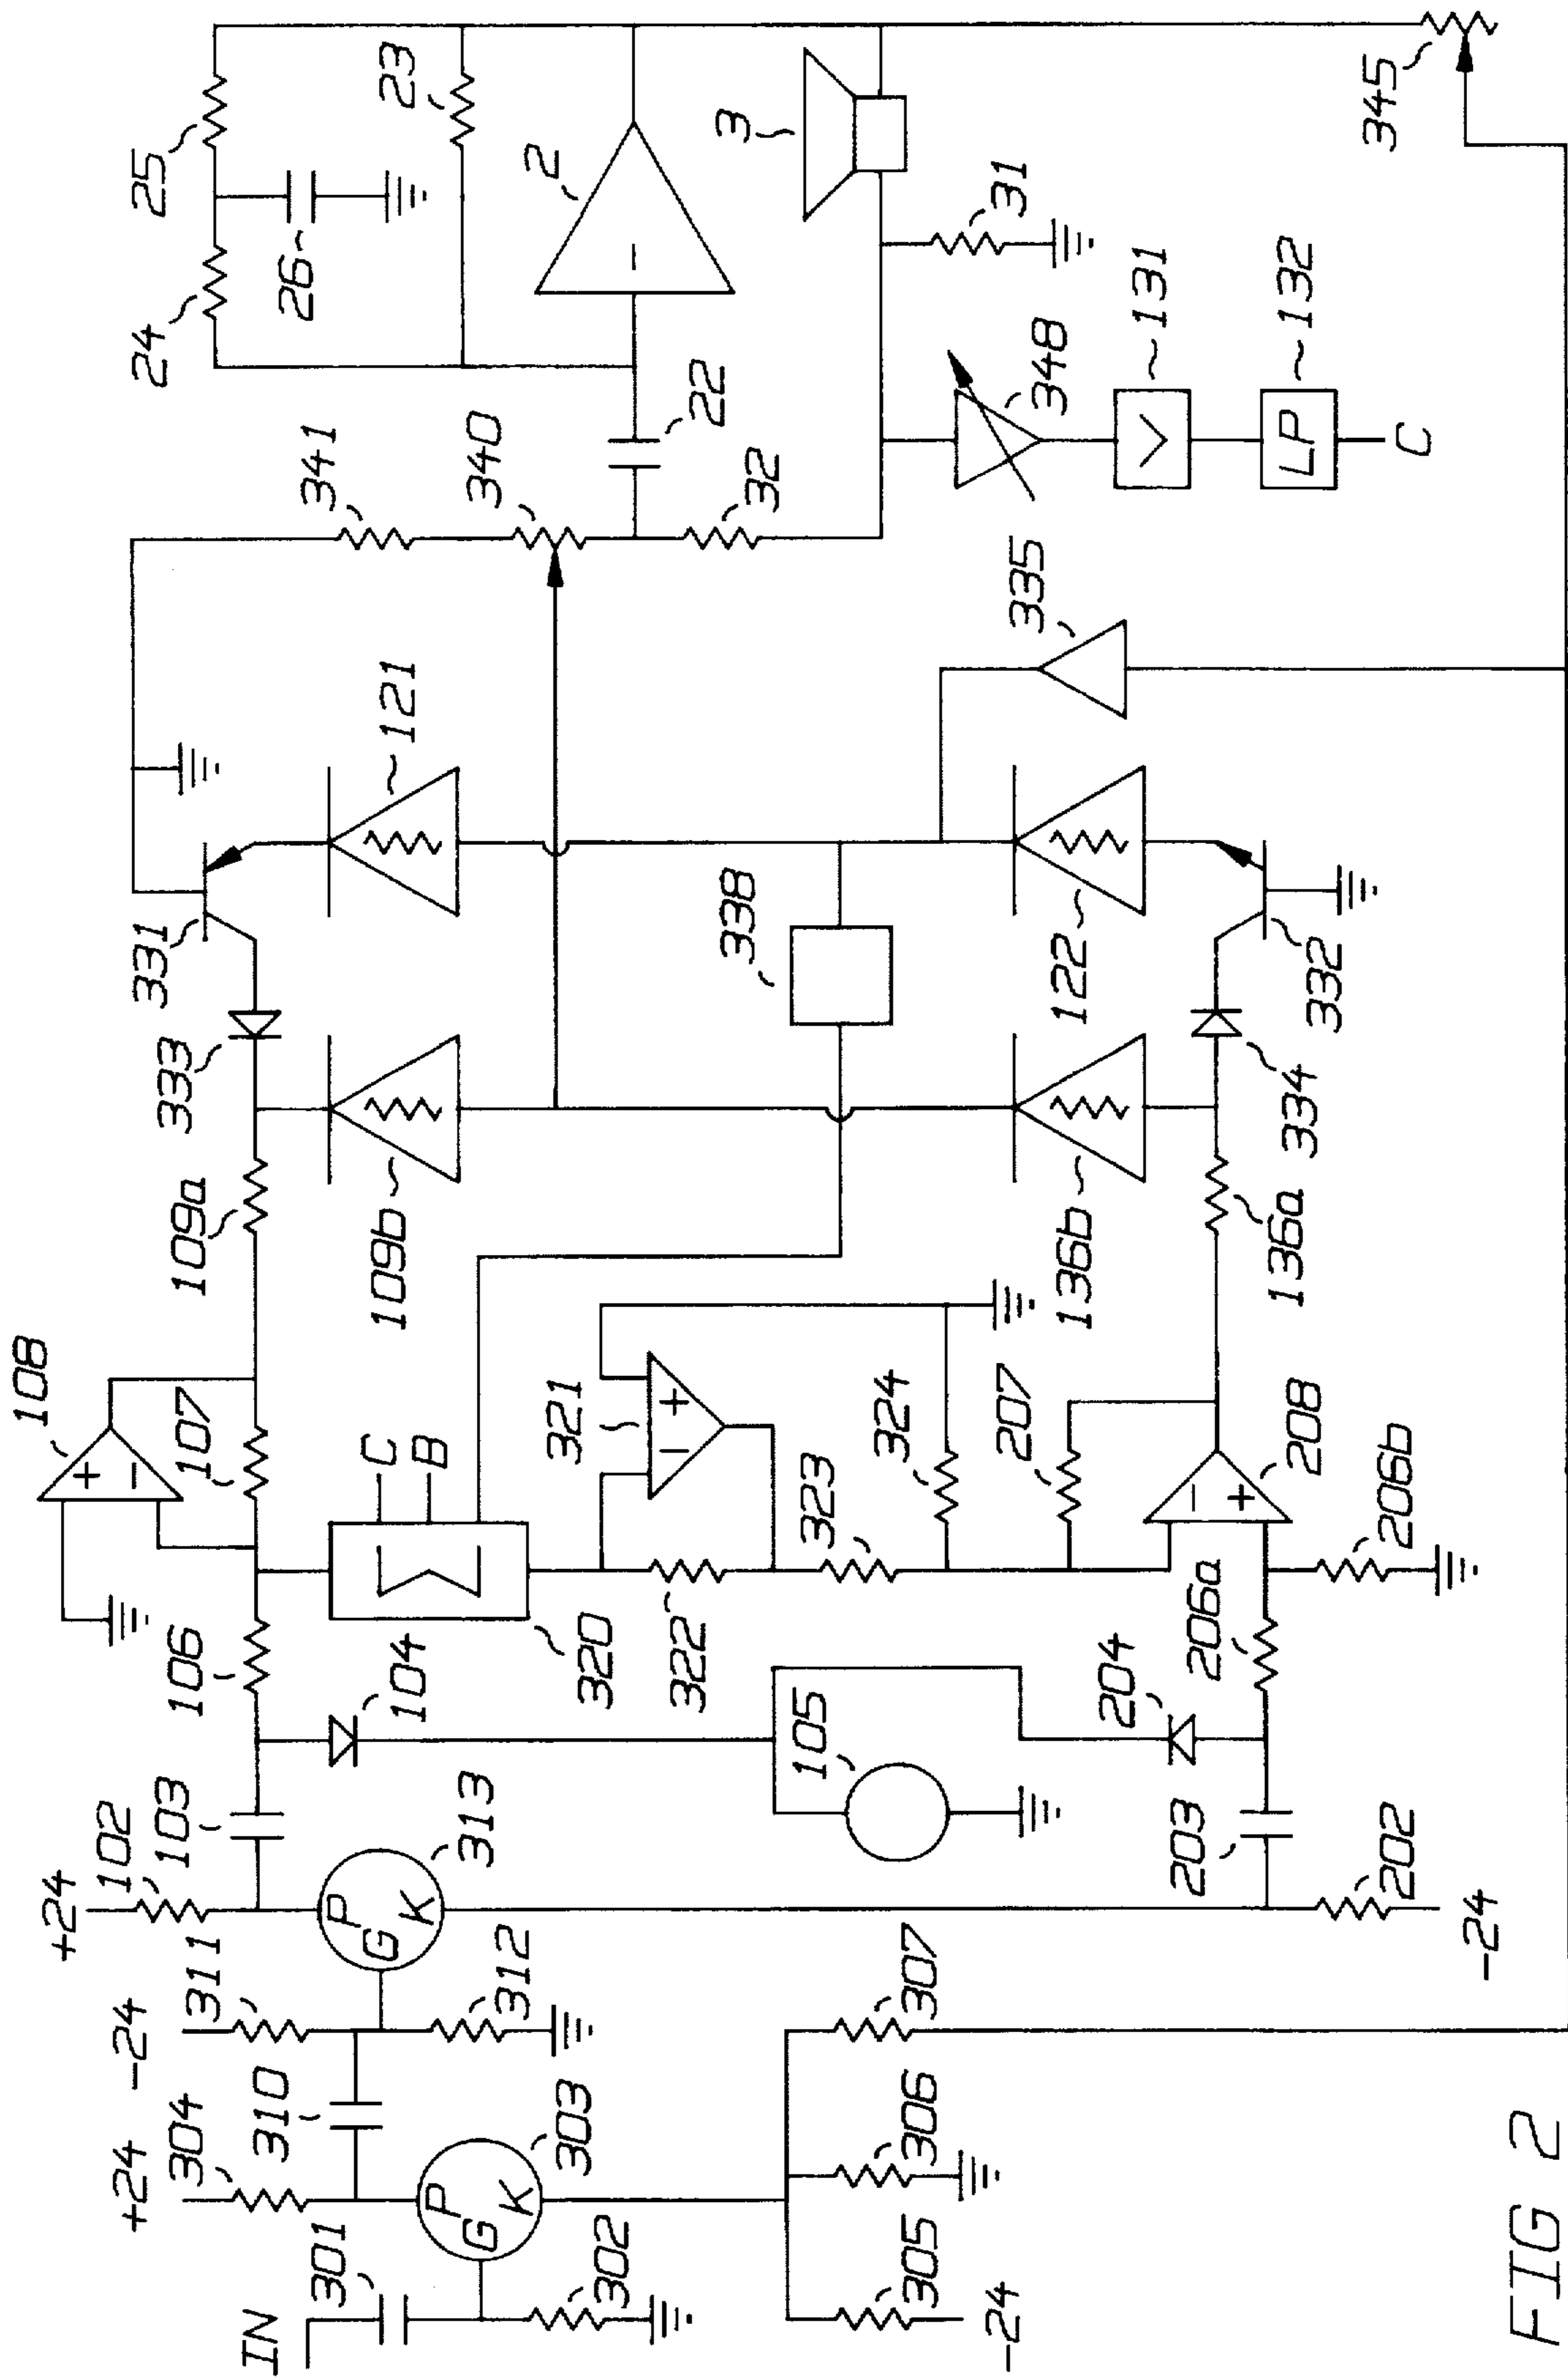 108
+24
+24
-24
102
331
24
25
IN
304
103
106
107
109a
333
311
310
301
341
26
P
G
K
313
C
B
Σ
104
109b
121
23
340
P
G
K
303
312
302
320
321
2
322
22
338
3
32
105
323
324
335
307
306
305
-24
207
31
348
122
136b
204
131
203
206a
136a
334
332
208
LP
132
202
206b
345
C
-24
FIG 2